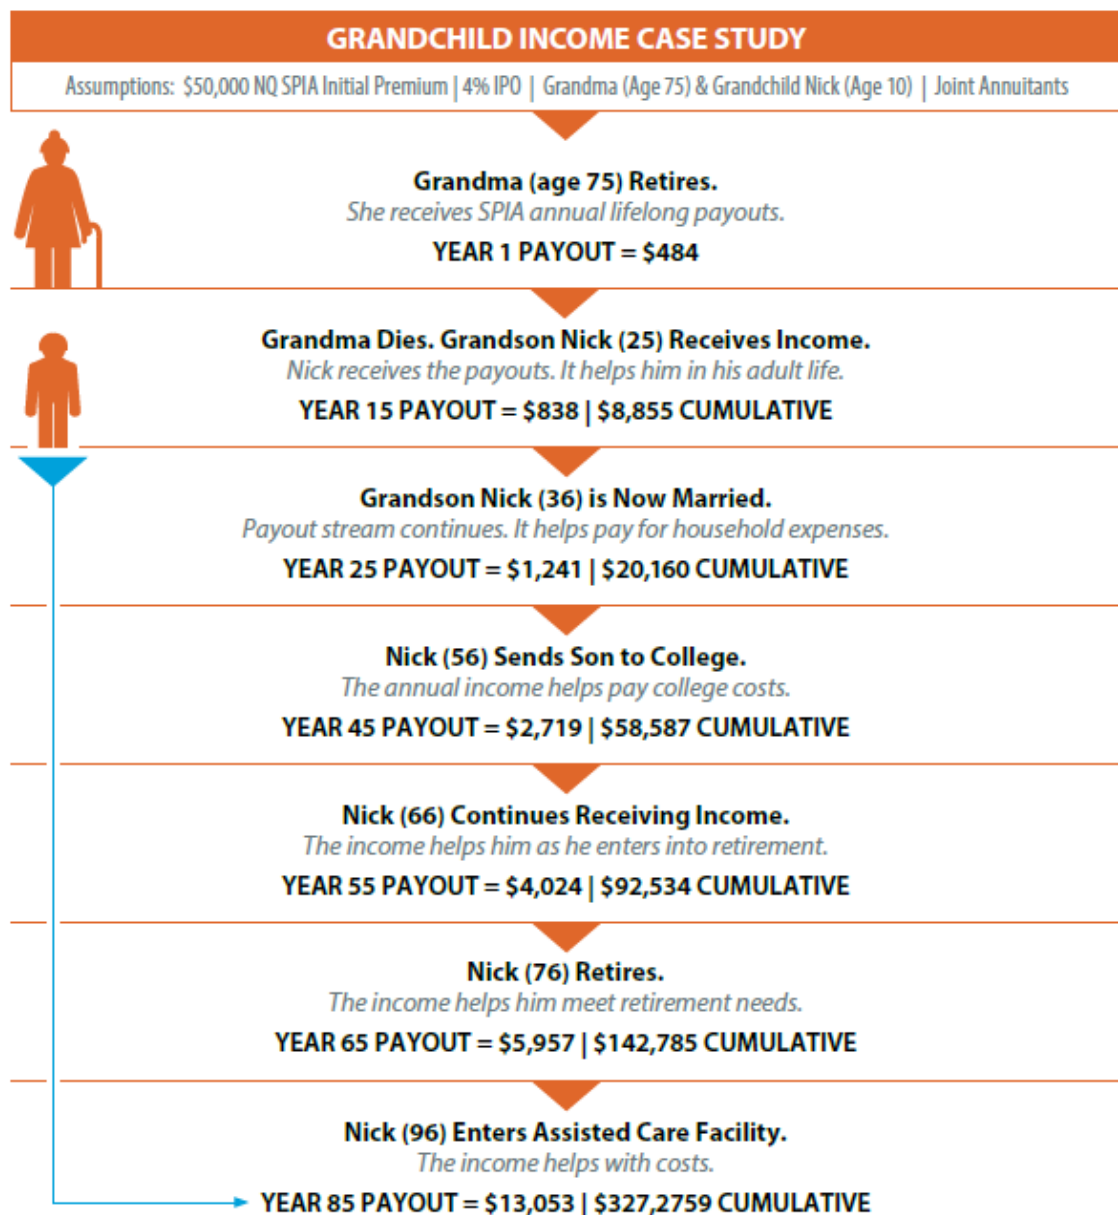 GRANDCHILD INCOME CASE STUDY
Assumptions: $50,000 NQ SPIA Initial Premium | 4% IPO | Grandma (Age 75) & Grandchild Nick (Age 10) | Joint Annuitants
Grandma (age 75) Retires.
She receives SPIA annual lifelong payouts.
YEAR 1 PAYOUT = $484
Grandma Dies. Grandson Nick (25) Receives Income.
Nick receives the payouts. It helps him in his adult life.
YEAR 15 PAYOUT = $838 | $8,855 CUMULATIVE
Grandson Nick (36) is Now Married.
Payout stream continues. It helps pay for household expenses.
YEAR 25 PAYOUT = $1,241 | $20,160 CUMULATIVE
Nick (56) Sends Son to College.
The annual income helps pay college costs.
YEAR 45 PAYOUT = $2,719 | $58,587 CUMULATIVE
Nick (66) Continues Receiving Income.
The income helps him as he enters into retirement.
YEAR 55 PAYOUT = $4,024 | $92,534 CUMULATIVE
Nick (76) Retires.
The income helps him meet retirement needs.
YEAR 65 PAYOUT = $5,957 | $142,785 CUMULATIVE
Nick (96) Enters Assisted Care Facility.
The income helps with costs.
YEAR 85 PAYOUT = $13,053 | $327,2759 CUMULATIVE